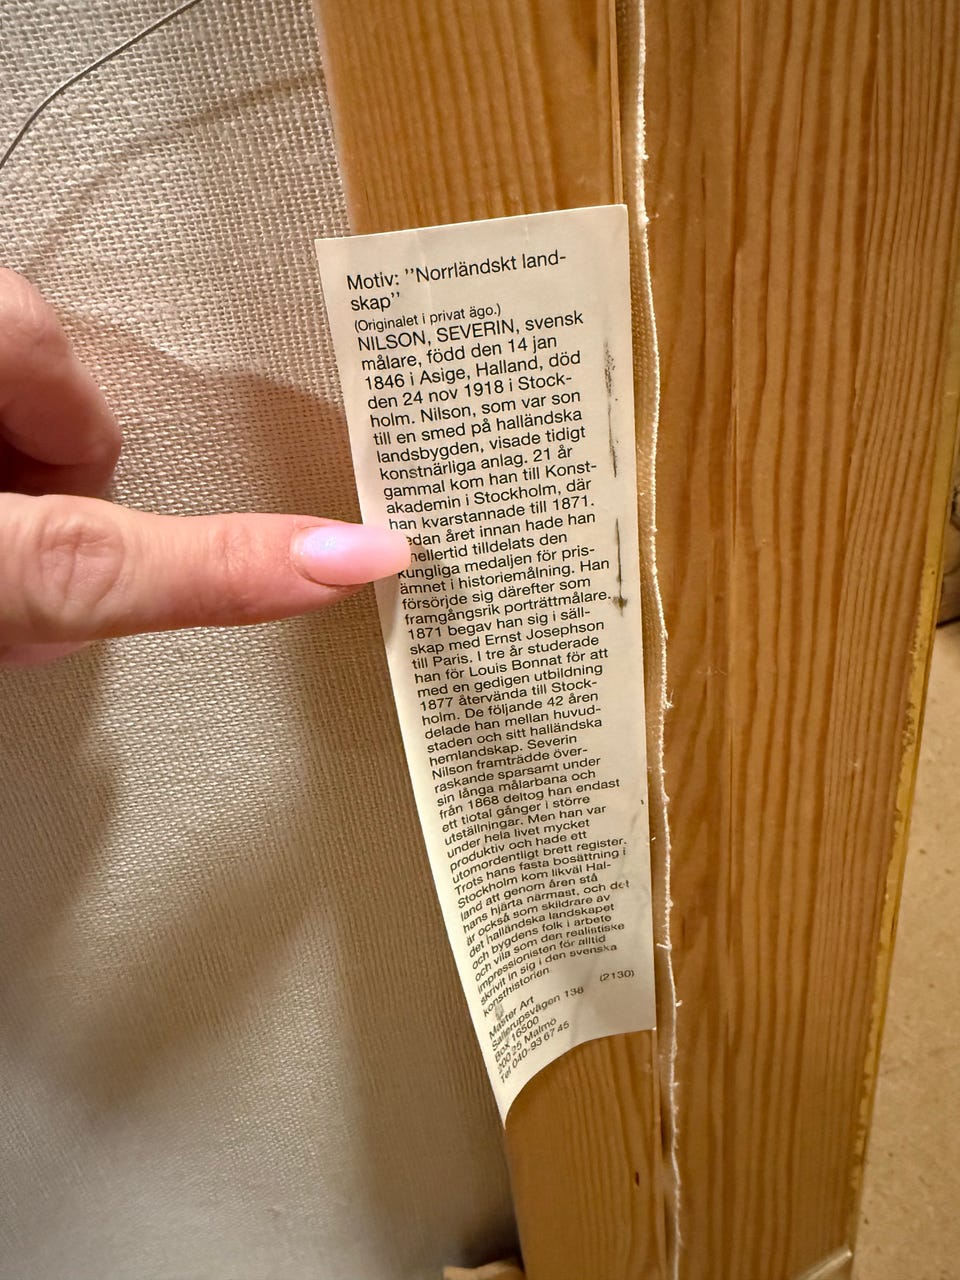 Motiv: ''Norrländskt land-
skap''
(Originalet i privat ägo.)
NILSON, SEVERIN, svensk
målare, född den 14 jan
1846 i Asige, Halland, död
den 24 nov 1918 i Stock-
holm. Nilson, som var son
till en smed på halländska
landsbygden, visade tidigt
konstnärliga anlag. 21 år
gammal kom han till Konst-
akademin i Stockholm, där
han kvarstannade till 1871.
edan året innan hade han
mellertid tilldelats den
kungliga medaljen för pris-
ämnet i historiemålning. Han
försörjde sig därefter som
framgångsrik porträttmålare.
1871 begav han sig i säll-
skap med Ernst Josephson
till Paris. I tre år studerade
han för Louis Bonnat för att
med en gedigen utbildning
1877 återvända till Stock-
holm. De följande 42 åren
delade han mellan huvud-
staden och sitt halländska
hemlandskap. Severin
Nilson framträdde över-
raskande sparsamt under
sin långa målarbana och
från 1868 deltog han endast
ett tiotal gånger i större
utställningar. Men han var
under hela livet mycket
produktiv och hade ett
utomordentligt brett register.
Trots hans fasta bosättning i
Stockholm kom likväl Hal-
land att genom åren stå
hans hjärta närmast, och det
är också som skildrare av
det halländska landskapet
och bygdens folk i arbete
och vila som den realistiske
impressionisten för alltid
skrivit in sig i den svenska
konsthistorien.
(2130)
Master Art
Sallerupsvägen 138
Box 16500
200 25 Malmö
Tel 040-93 67 45